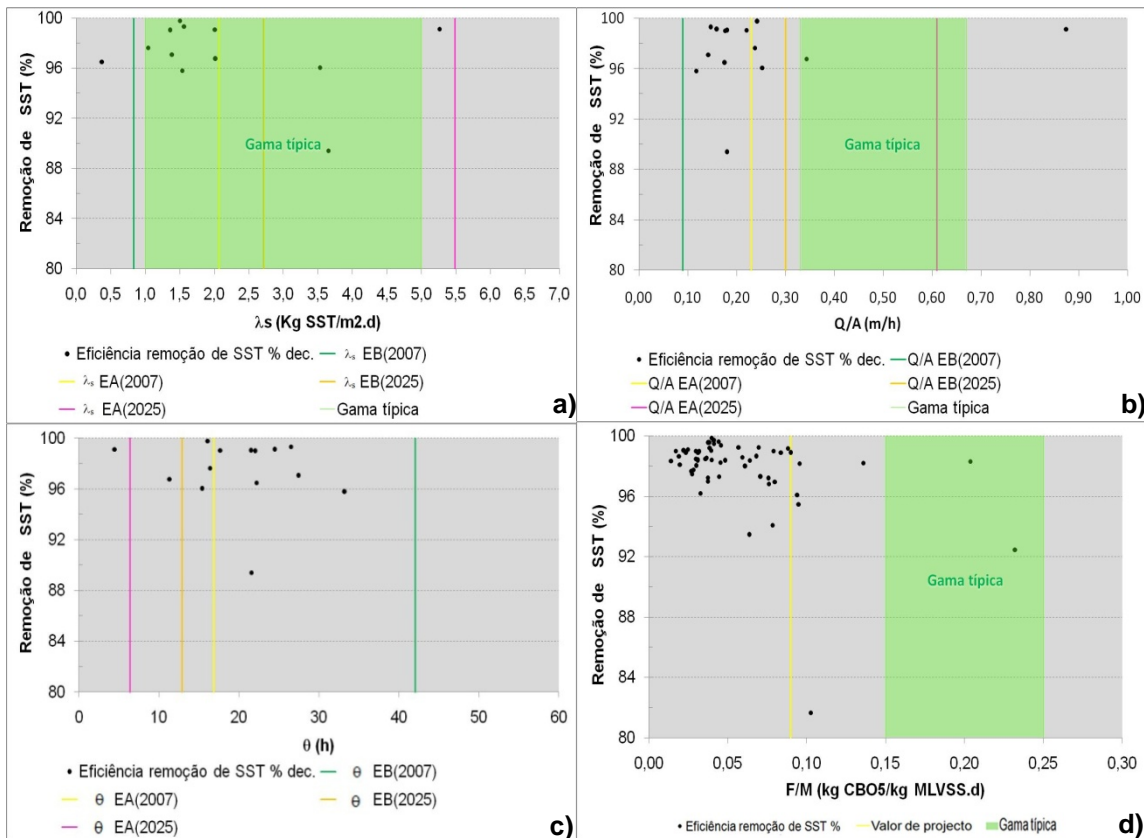 100
96
92
88
84
80
Remoção de SST (%)
Gama típica
0,0 0,5 1,0 1,5 2,0 2,5 3,0 3,5 4,0 4,5 5,0 5,5 6,0 6,5 7,0
λs (Kg SST/m2.d)
• Eficiência remoção de SST % dec. — λs EB(2007)
— λs EA(2007) — λs EB(2025)
— λs EA(2025) — Gama típica
a)
100
96
92
88
84
80
Remoção de SST (%)
Gama típica
0,00 0,10 0,20 0,30 0,40 0,50 0,60 0,70 0,80 0,90 1,00
Q/A (m/h)
• Eficiência remoção de SST % dec. — Q/A EB(2007)
— Q/A EA(2007) — Q/A EB(2025)
— Q/A EA(2025) — Gama típica
b)
100
96
92
88
84
80
Remoção de SST (%)
0 10 20 30 40 50 60
θ (h)
• Eficiência remoção de SST % dec. — θ EB(2007)
— θ EA(2007) — θ EB(2025)
— θ EA(2025)
c)
100
96
92
88
84
80
Remoção de SST (%)
Gama típica
0,00 0,05 0,10 0,15 0,20 0,25 0,30
F/M (kg CBO5/kg MLVSS.d)
• Eficiência remoção de SST % — Valor de projecto Gama típica
d)